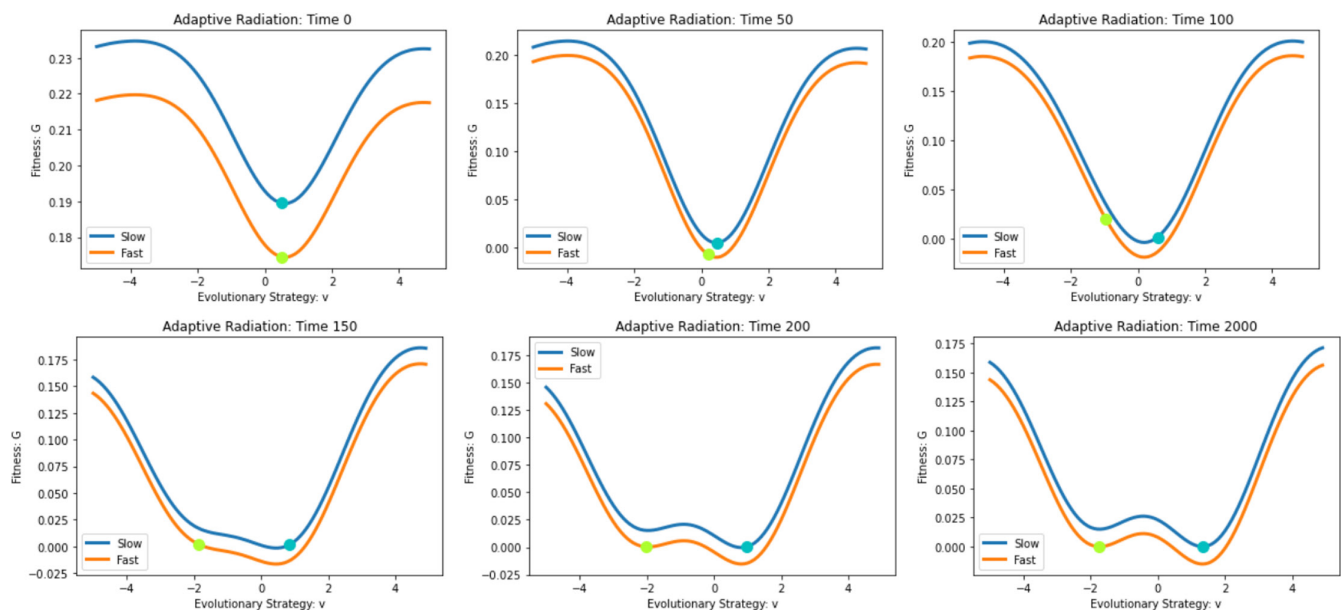 Adaptive Radiation: Time 0
0.23
0.22
0.21
0.20
0.19
0.18
Fitness: G
Slow
Fast
−4 −2 0 2 4
Evolutionary Strategy: v
Adaptive Radiation: Time 50
0.20
0.15
0.10
0.05
0.00
Fitness: G
Slow
Fast
−4 −2 0 2 4
Evolutionary Strategy: v
Adaptive Radiation: Time 100
0.20
0.15
0.10
0.05
0.00
Fitness: G
Slow
Fast
−4 −2 0 2 4
Evolutionary Strategy: v
Adaptive Radiation: Time 150
0.175
0.150
0.125
0.100
0.075
0.050
0.025
0.000
−0.025
Fitness: G
Slow
Fast
−4 −2 0 2 4
Evolutionary Strategy: v
Adaptive Radiation: Time 200
Slow
Fast
0.175
0.150
0.125
0.100
0.075
0.050
0.025
0.000
−0.025
Fitness: G
−4 −2 0 2 4
Evolutionary Strategy: v
Adaptive Radiation: Time 2000
0.175
0.150
0.125
0.100
0.075
0.050
0.025
0.000
Fitness: G
Slow
Fast
−4 −2 0 2 4
Evolutionary Strategy: v